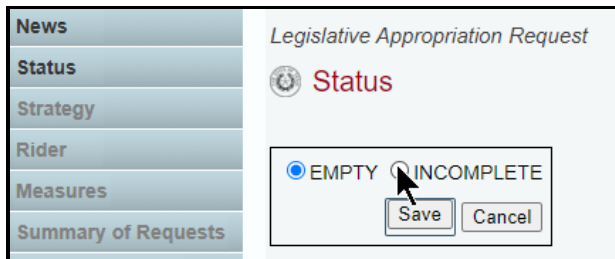 News
Status
Strategy
Rider
Measures
Summary of Requests
Legislative Appropriation Request
Status
EMPTY INCOMPLETE
Save Cancel